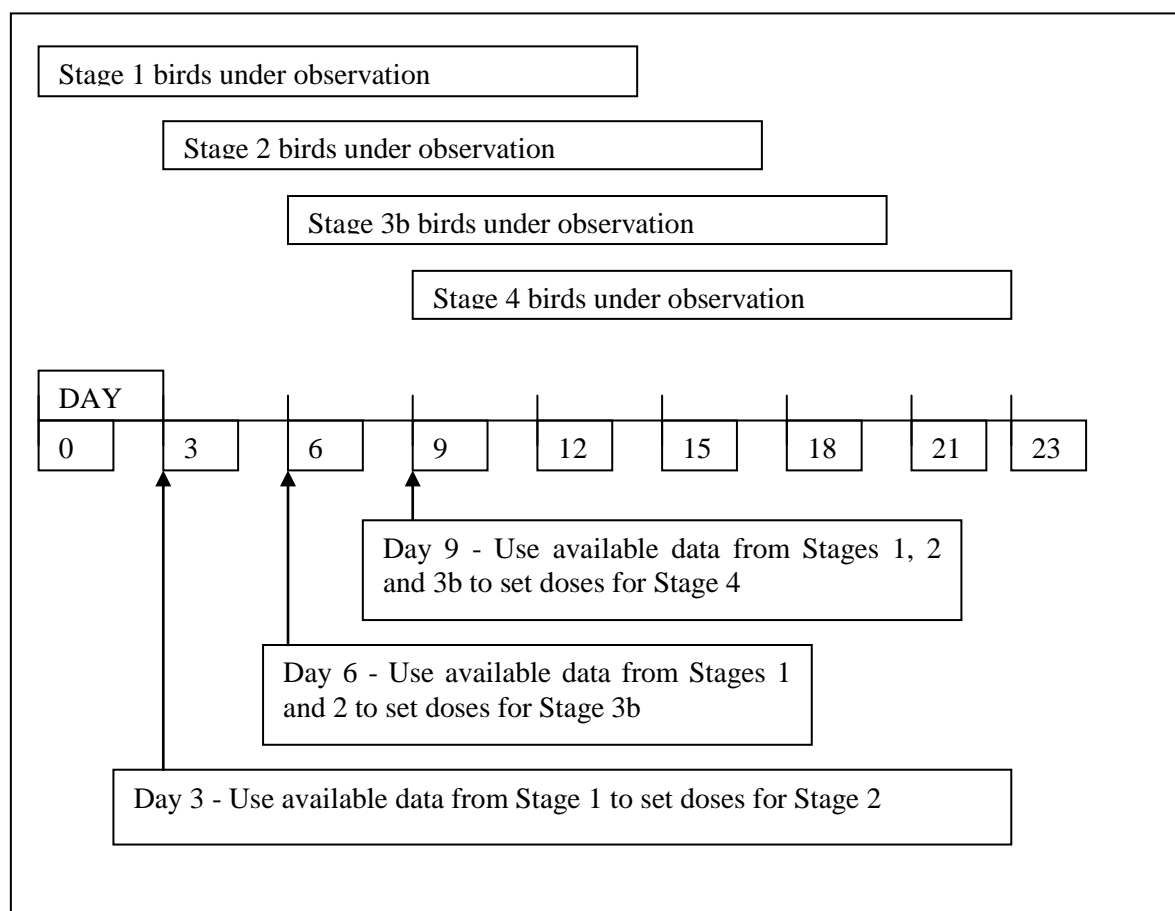 Stage 1 birds under observation
Stage 2 birds under observation
Stage 3b birds under observation
Stage 4 birds under observation
DAY
0 3 6 9 12 15 18 21 23
Day 9 - Use available data from Stages 1, 2
and 3b to set doses for Stage 4
Day 6 - Use available data from Stages 1
and 2 to set doses for Stage 3b
Day 3 - Use available data from Stage 1 to set doses for Stage 2